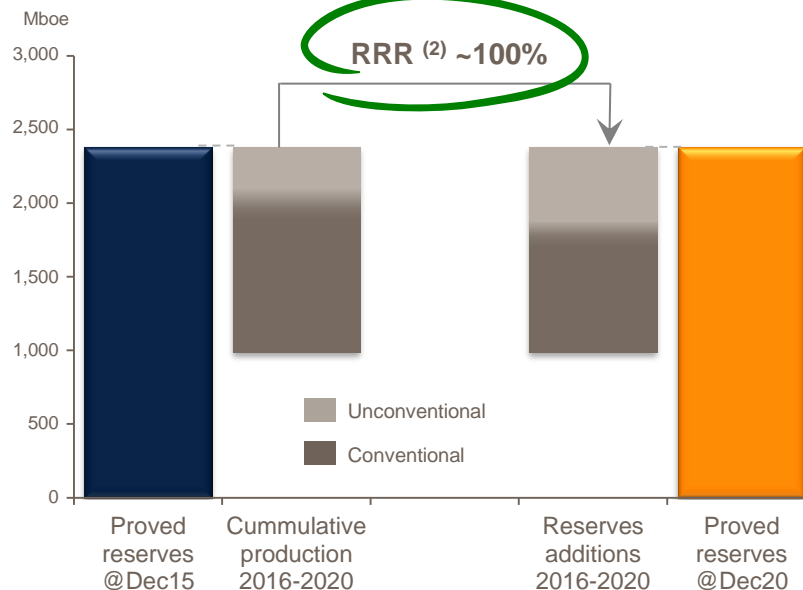 Mboe
RRR (2) ~100%
3,000
2,500
2,000
1,500
1,000
500
0
Unconventional
Conventional
Proved
reserves
@Dec15
Cummulative
production
2016-2020
Reserves
additions
2016-2020
Proved
reserves
@Dec20